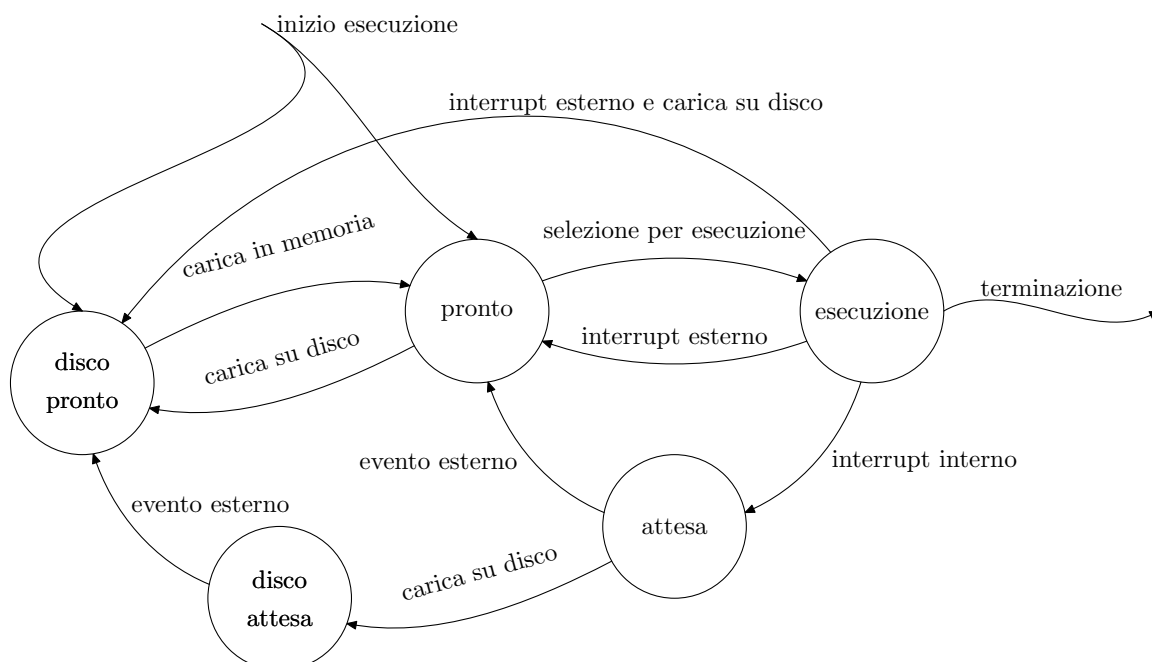 inizio esecuzione
interrupt esterno e carica su disco
carica in memoria
selezione per esecuzione
terminazione
pronto
esecuzione
interrupt esterno
carica su disco
disco
pronto
evento esterno
interrupt interno
evento esterno
attesa
carica su disco
disco
attesa